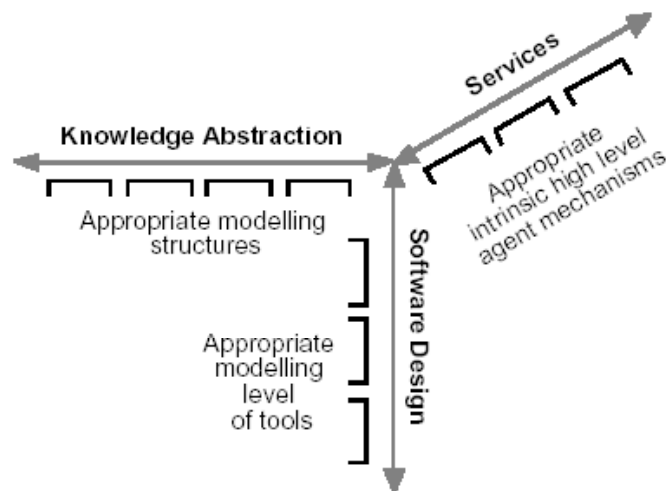 Services
Knowledge Abstraction
Appropriate
intrinsic high level
agent mechanisms
Appropriate modelling
structures
Software Design
Appropriate
modelling
level
of tools